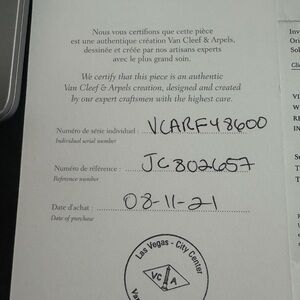 Nous vous certifions que cette pièce
est une authentique création Van Cleef & Arpels,
dessinée et créée par nos artisans experts
avec le plus grand soin.
We certify that this piece is an authentic
Van Cleef & Arpels creation, designed and created
by our expert craftsmen with the highest care.
Numéro de série individuel : VCARF48600
Individual serial number
Numéro de référence : JC802657
Reference number
Date d'achat : 08-11-21
Date of purchase
Las Vegas - City Center
VC A